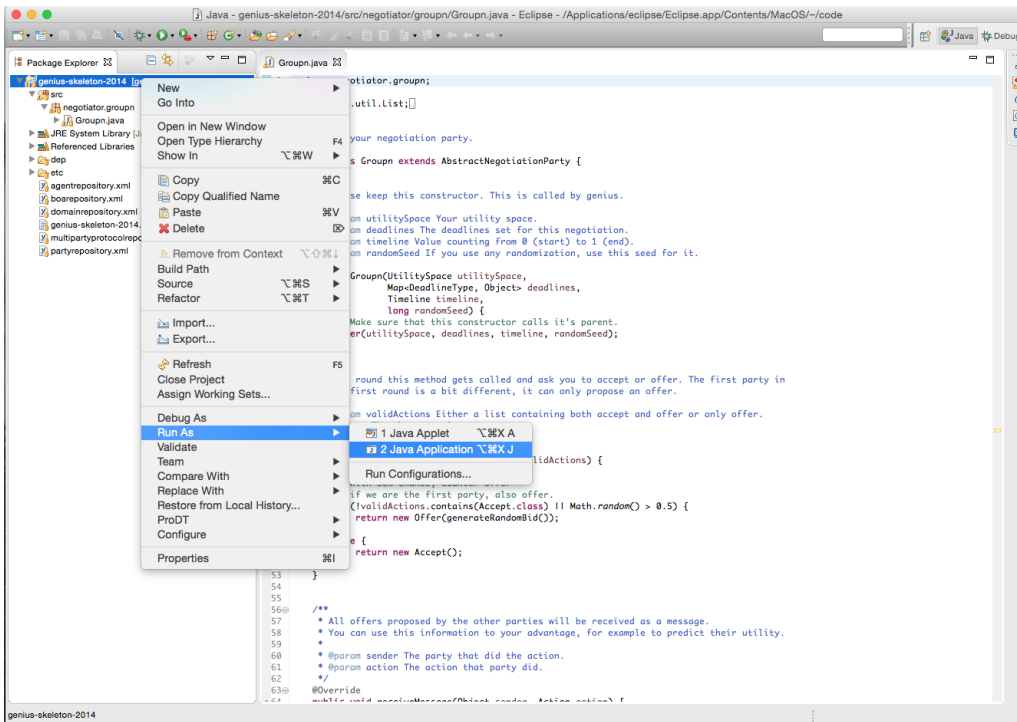 Java - genius-skeleton-2014/src/negotiator/groupn/Groupn.java - Eclipse - /Applications/eclipse/Eclipse.app/Contents/MacOS/~/code
Java
Debug
Package Explorer
Groupn.java
genius-skeleton-2014
src
negotiator.groupn
Groupn.java
JRE System Library
Referenced Libraries
dep
etc
agentrepository.xml
boarepository.xml
domainrepository.xml
genius-skeleton-2014.
multipartyprotocolrepo
partyrepository.xml
New
Go Into
Open in New Window
Open Type Hierarchy F4
Show In ⌥⌘W
Copy ⌘C
Copy Qualified Name
Paste ⌘V
Delete ⌦
Remove from Context ⌥⇧⌘↓
Build Path
Source ⌥⌘S
Refactor ⌥⌘T
Import...
Export...
Refresh F5
Close Project
Assign Working Sets...
Debug As
Run As
Validate
Team
Compare With
Replace With
Restore from Local History...
ProDT
Configure
Properties ⌘I
1 Java Applet ⌥⌘X A
2 Java Application ⌥⌘X J
Run Configurations...
otiator.groupn;
.util.List;
your negotiation party.
s Groupn extends AbstractNegotiationParty {
se keep this constructor. This is called by genius.
am utilitySpace Your utility space.
am deadlines The deadlines set for this negotiation.
am timeline Value counting from 0 (start) to 1 (end).
am randomSeed If you use any randomization, use this seed for it.
Groupn(UtilitySpace utilitySpace,
Map<DeadlineType, Object> deadlines,
Timeline timeline,
long randomSeed) {
Make sure that this constructor calls it's parent.
er(utilitySpace, deadlines, timeline, randomSeed);
round this method gets called and ask you to accept or offer. The first party in
first round is a bit different, it can only propose an offer.
am validActions Either a list containing both accept and offer or only offer.
lidActions) {
if we are the first party, also offer.
(!validActions.contains(Accept.class) || Math.random() > 0.5) {
return new Offer(generateRandomBid());
e {
return new Accept();
53 }
54
55
56 /**
57 * All offers proposed by the other parties will be received as a message.
58 * You can use this information to your advantage, for example to predict their utility.
59 *
60 * @param sender The party that did the action.
61 * @param action The action that party did.
62 */
63 @Override
public void receiveMessage(Object sender, Action action) {
genius-skeleton-2014